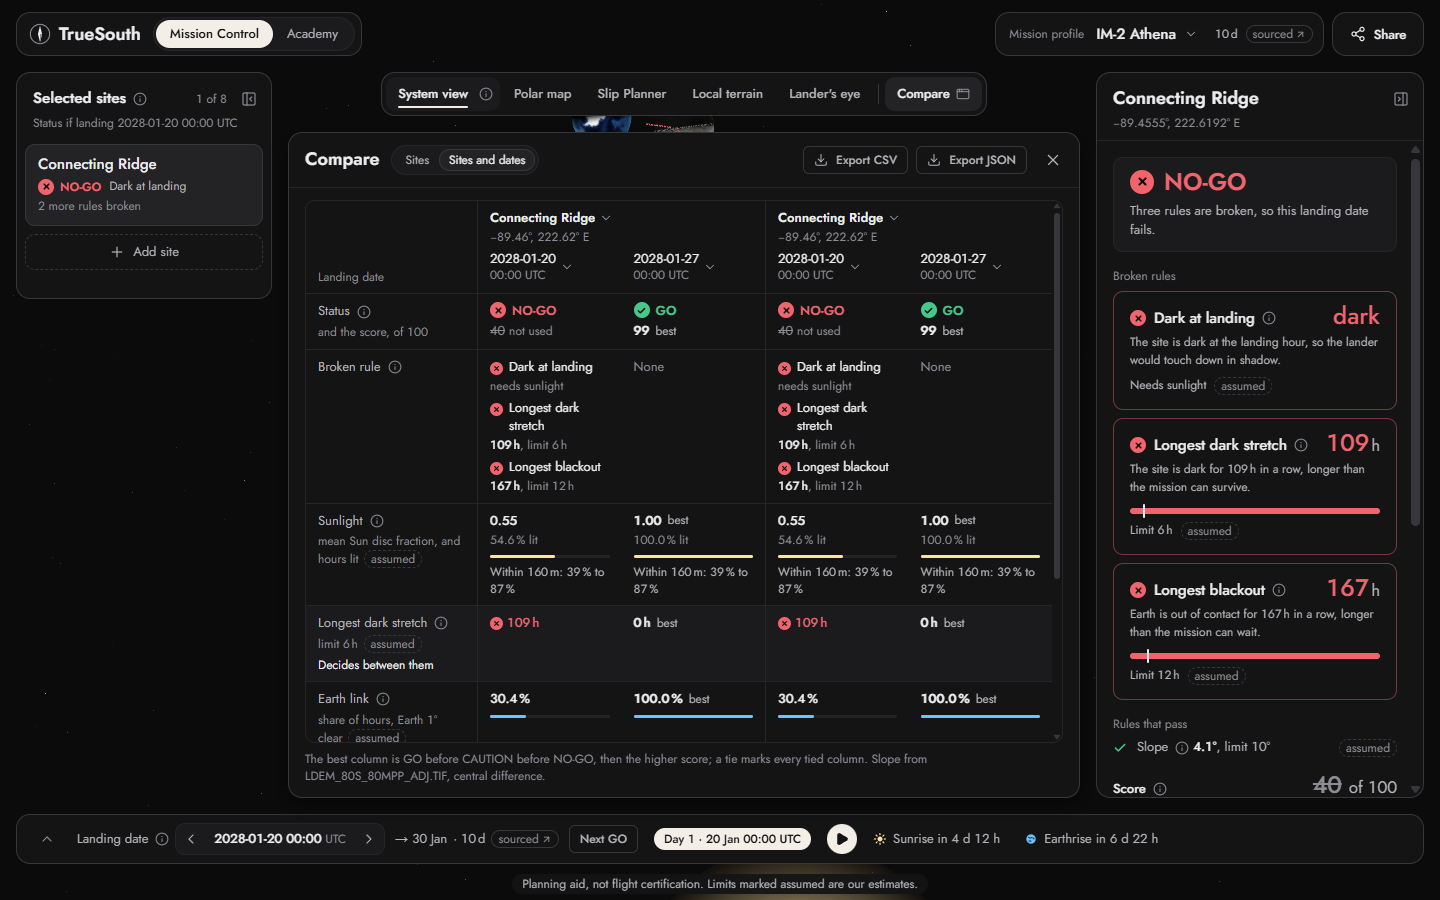 TrueSouth
Mission Control
Academy
Mission profile IM-2 Athena 10 d sourced ↗
Share
Selected sites 1 of 8
Status if landing 2028-01-20 00:00 UTC
Connecting Ridge
NO-GO Dark at landing
2 more rules broken
+ Add site
System view
Polar map
Slip Planner
Local terrain
Lander's eye
Compare
Compare
Sites
Sites and dates
Export CSV
Export JSON
Connecting Ridge
−89.46°, 222.62° E
Connecting Ridge
−89.46°, 222.62° E
Landing date
2028-01-20
00:00 UTC
2028-01-27
00:00 UTC
2028-01-20
00:00 UTC
2028-01-27
00:00 UTC
Status
and the score, of 100
NO-GO
40 not used
GO
99 best
NO-GO
40 not used
GO
99 best
Broken rule
Dark at landing
needs sunlight
Longest dark
stretch
109 h, limit 6 h
Longest blackout
167 h, limit 12 h
None
Dark at landing
needs sunlight
Longest dark
stretch
109 h, limit 6 h
Longest blackout
167 h, limit 12 h
None
Sunlight
mean Sun disc fraction, and
hours lit assumed
0.55
54.6 % lit
Within 160 m: 39 % to
87 %
1.00 best
100.0 % lit
Within 160 m: 39 % to
87 %
0.55
54.6 % lit
Within 160 m: 39 % to
87 %
1.00 best
100.0 % lit
Within 160 m: 39 % to
87 %
Longest dark stretch
limit 6 h assumed
Decides between them
109 h
0 h best
109 h
0 h best
Earth link
share of hours, Earth 1°
clear assumed
30.4 %
100.0 % best
30.4 %
100.0 % best
The best column is GO before CAUTION before NO-GO, then the higher score; a tie marks every tied column. Slope from
LDEM_80S_80MPP_ADJ.TIF, central difference.
Connecting Ridge
−89.4555°, 222.6192° E
NO-GO
Three rules are broken, so this landing date
fails.
Broken rules
Dark at landing dark
The site is dark at the landing hour, so the lander
would touch down in shadow.
Needs sunlight assumed
Longest dark stretch 109 h
The site is dark for 109 h in a row, longer than
the mission can survive.
Limit 6 h assumed
Longest blackout 167 h
Earth is out of contact for 167 h in a row, longer
than the mission can wait.
Limit 12 h assumed
Rules that pass
Slope 4.1°, limit 10° assumed
Score 40 of 100
Landing date
2028-01-20 00:00 UTC
→ 30 Jan · 10 d sourced ↗
Next GO
Day 1 · 20 Jan 00:00 UTC
Sunrise in 4 d 12 h
Earthrise in 6 d 22 h
Planning aid, not flight certification. Limits marked assumed are our estimates.